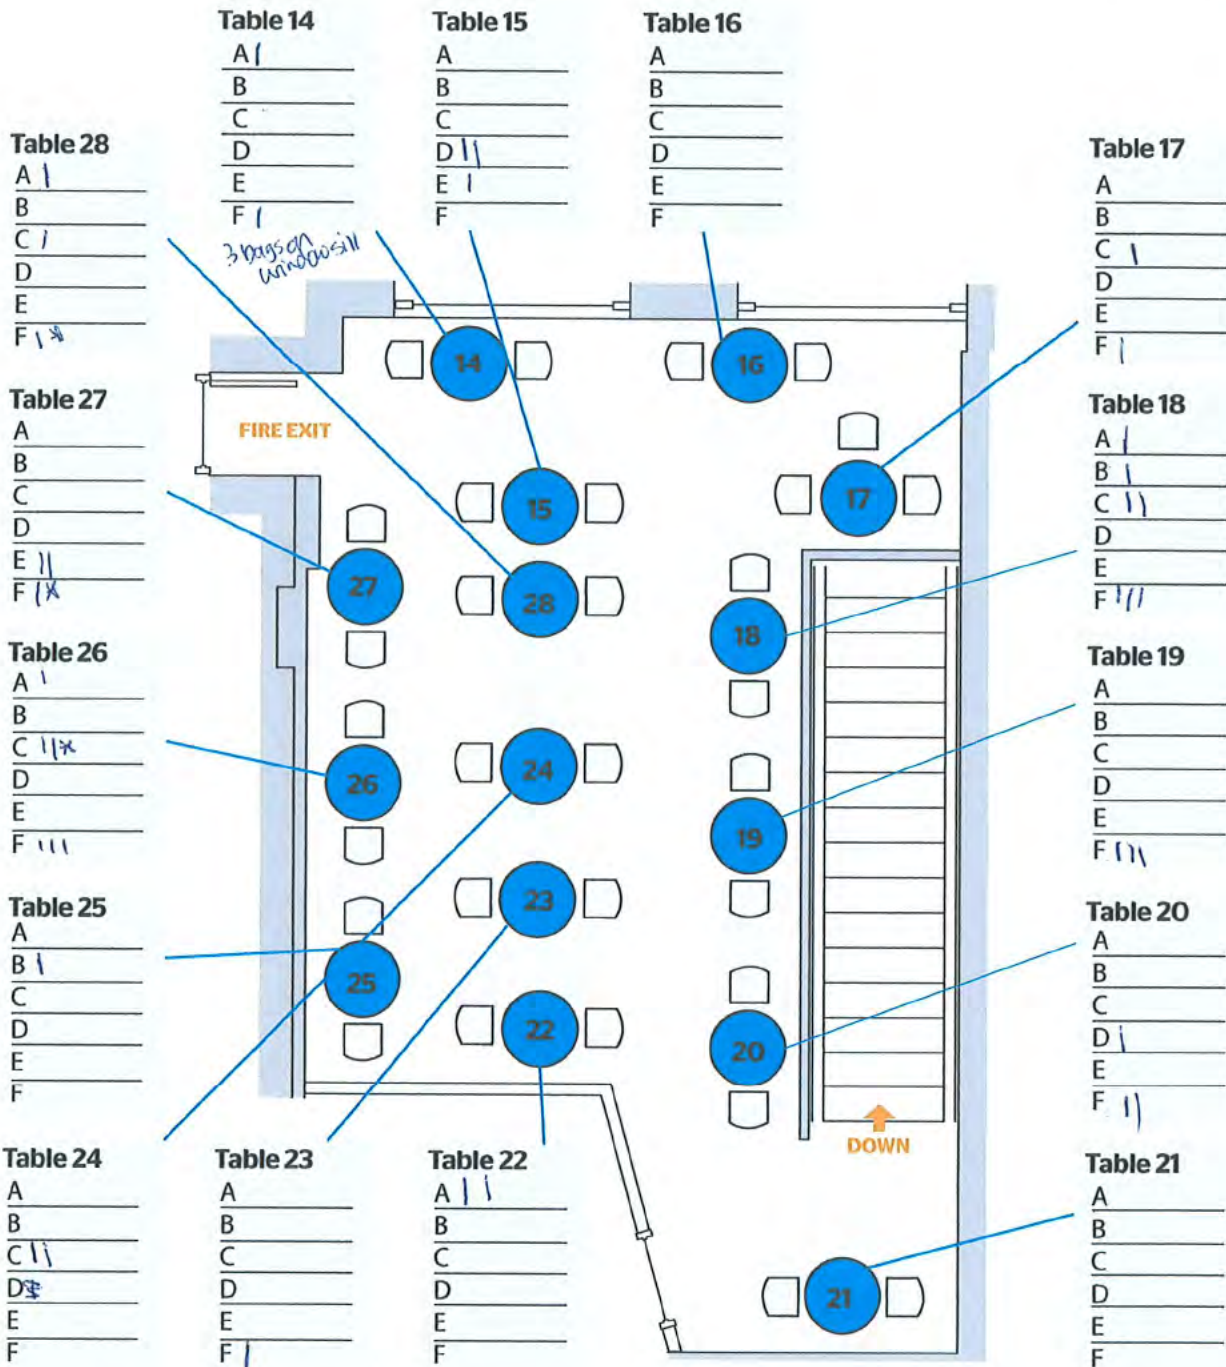 Table 14
A |
B
C
D
E
F |
3 bags on
windowsill
Table 15
A
B
C
D ||
E |
F
Table 16
A
B
C
D
E
F
Table 28
A |
B
C |
D
E
F | *
Table 17
A
B
C |
D
E
F |
Table 27
A
B
C
D
E ||
F | *
Table 18
A |
B |
C ||
D
E
F |||
Table 26
A |
B
C || *
D
E
F |||
Table 19
A
B
C
D
E
F |||
Table 25
A
B |
C
D
E
F
Table 20
A
B
C
D |
E
F ||
Table 24
A
B
C ||
D
E
F
Table 23
A
B
C
D
E
F |
Table 22
A | |
B
C
D
E
F
Table 21
A
B
C
D
E
F
14
16
FIRE EXIT
15
17
27
28
18
24
26
19
23
25
22
20
DOWN
21